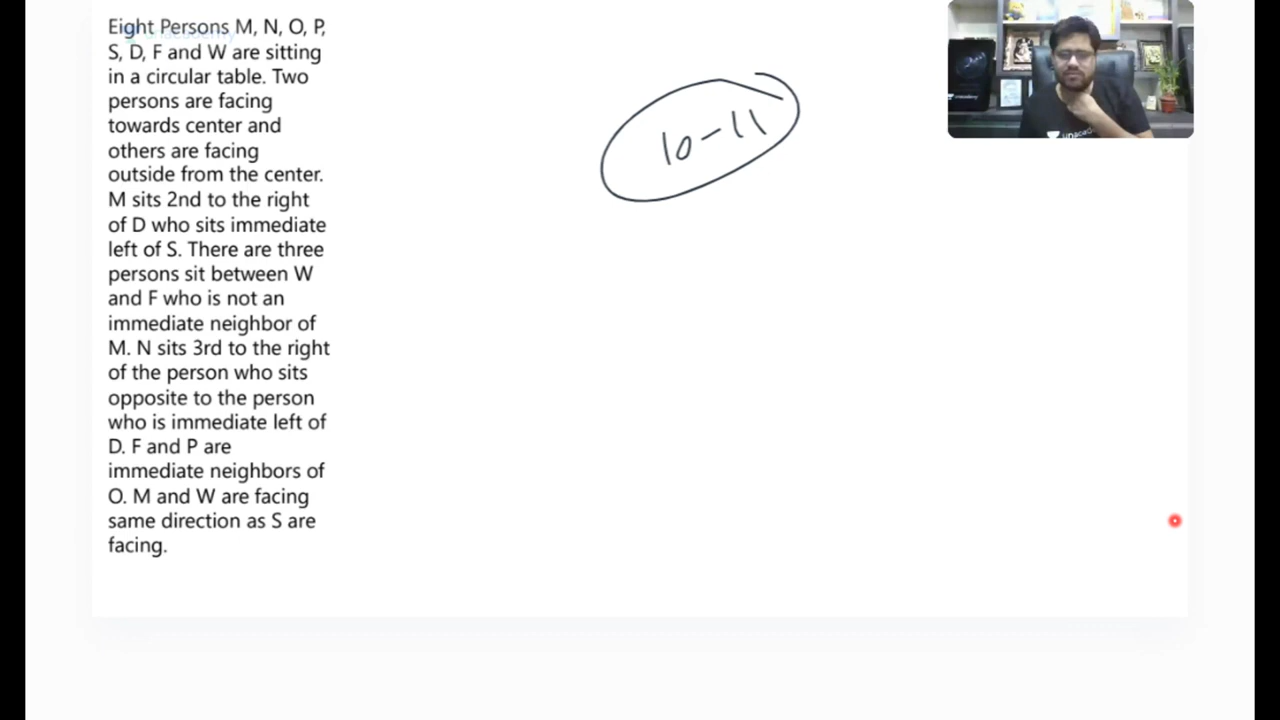 Eight Persons M, N, O, P,
S, D, F and W are sitting
in a circular table. Two
persons are facing
towards center and
others are facing
outside from the center.
M sits 2nd to the right
of D who sits immediate
left of S. There are three
persons sit between W
and F who is not an
immediate neighbor of
M. N sits 3rd to the right
of the person who sits
opposite to the person
who is immediate left of
D. F and P are
immediate neighbors of
O. M and W are facing
same direction as S are
facing.
10-11